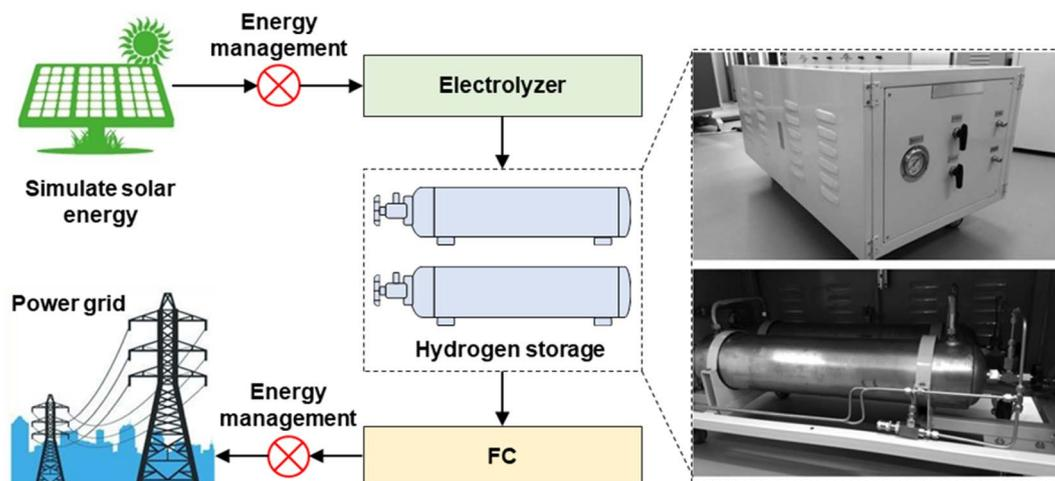 Energy
management
Electrolyzer
Simulate solar
energy
Hydrogen storage
Power grid
Energy
management
FC